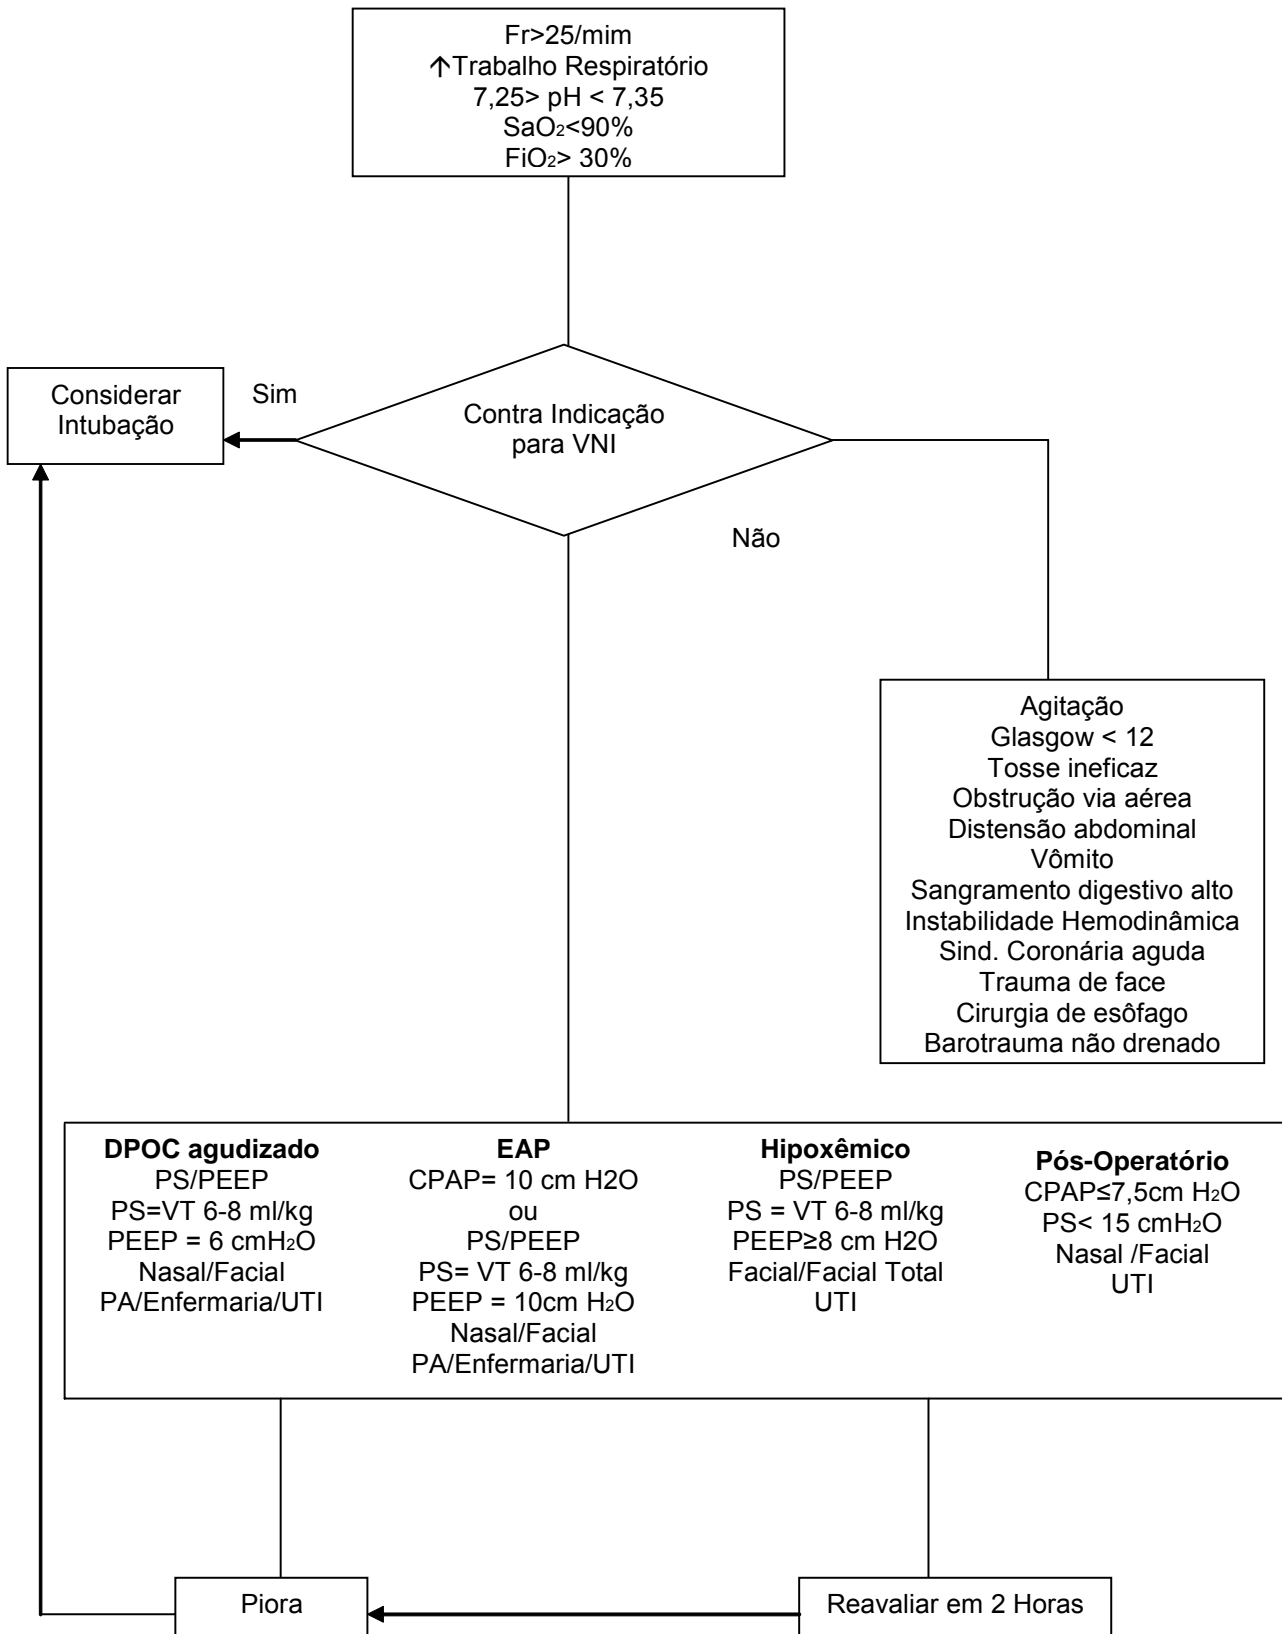 Fr>25/mim
↑Trabalho Respiratório
7,25> pH < 7,35
SaO₂<90%
FiO₂> 30%
Considerar
Intubação
Sim
Contra Indicação
para VNI
Não
Agitação
Glasgow < 12
Tosse ineficaz
Obstrução via aérea
Distensão abdominal
Vômito
Sangramento digestivo alto
Instabilidade Hemodinâmica
Sind. Coronária aguda
Trauma de face
Cirurgia de esôfago
Barotrauma não drenado
DPOC agudizado
PS/PEEP
PS=VT 6-8 ml/kg
PEEP = 6 cmH₂O
Nasal/Facial
PA/Enfermaria/UTI
EAP
CPAP= 10 cm H2O
ou
PS/PEEP
PS= VT 6-8 ml/kg
PEEP = 10cm H₂O
Nasal/Facial
PA/Enfermaria/UTI
Hipoxêmico
PS/PEEP
PS = VT 6-8 ml/kg
PEEP≥8 cm H2O
Facial/Facial Total
UTI
Pós-Operatório
CPAP≤7,5cm H₂O
PS< 15 cmH₂O
Nasal /Facial
UTI
Piora
Reavaliar em 2 Horas